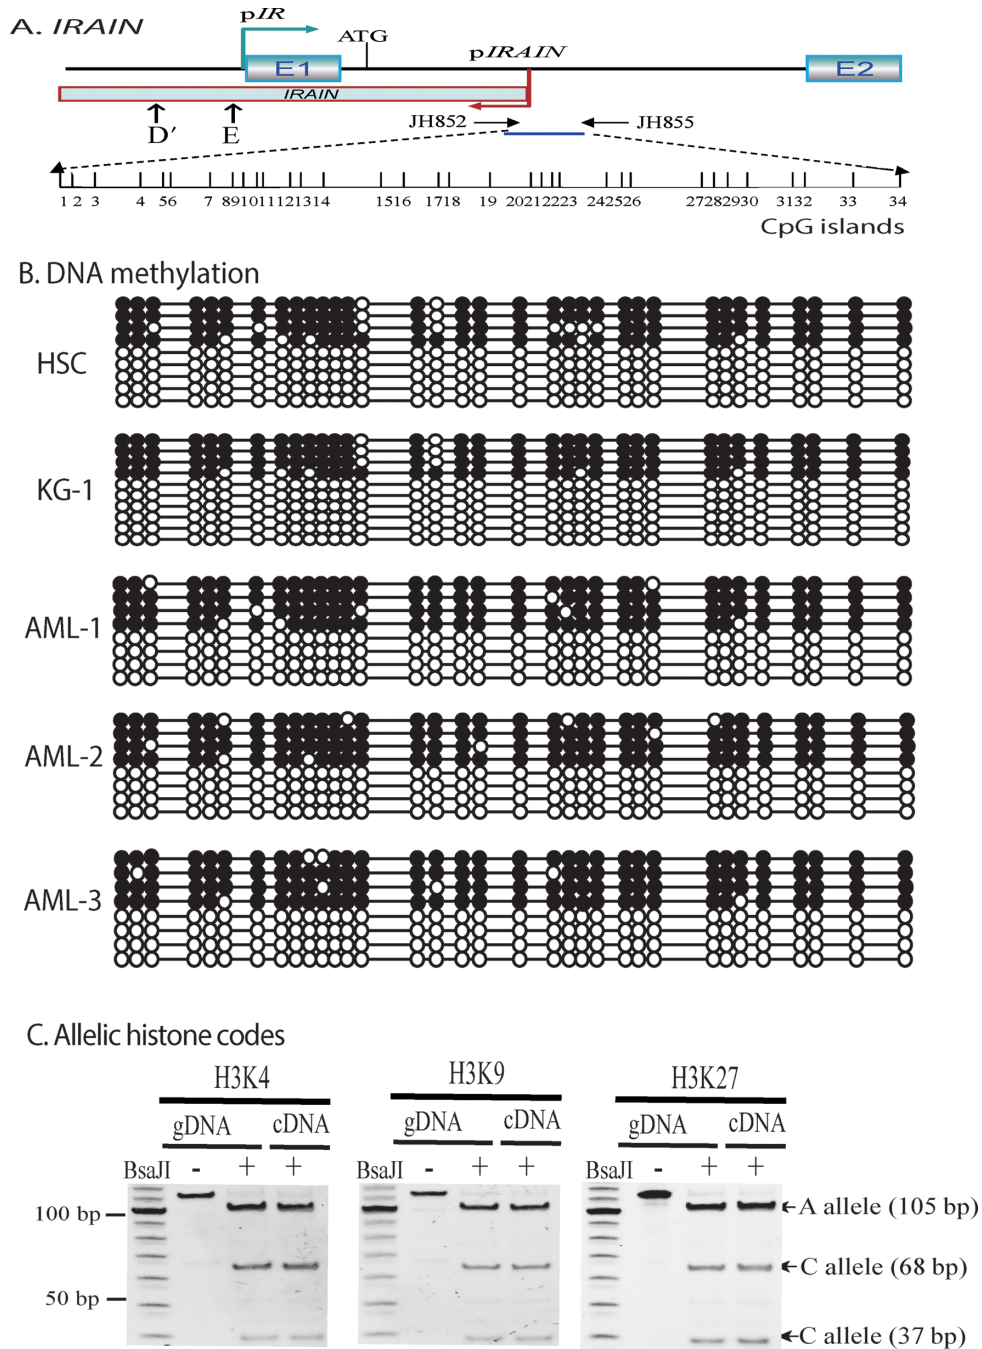 A. IRAIN
pIR
ATG
pIRAIN
E1
E2
IRAIN
D′
E
JH852
JH855
1 2 3 4 56 7 891011121314 1516 1718 19 20212223 242526 27282930 3132 33 34
CpG islands
B. DNA methylation
HSC
KG-1
AML-1
AML-2
AML-3
C. Allelic histone codes
H3K4 H3K9 H3K27
gDNA cDNA gDNA cDNA gDNA cDNA
BsaJI - + + BsaJI - + + BsaJI - + +
100 bp
A allele (105 bp)
C allele (68 bp)
50 bp
C allele (37 bp)